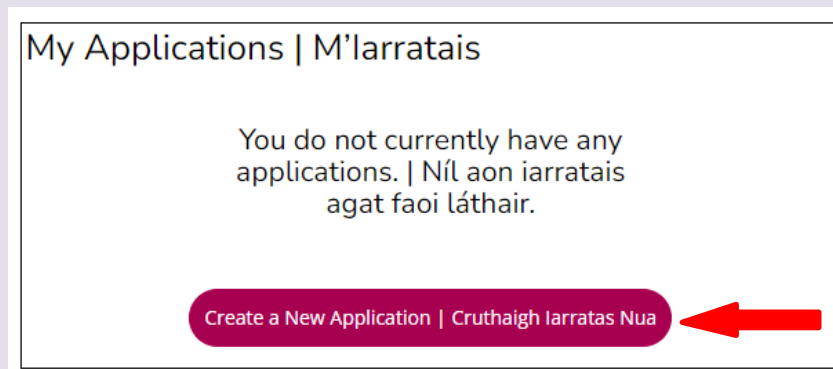 My Applications | M’Iarratais
You do not currently have any
applications. | Níl aon iarratais
agat faoi láthair.
Create a New Application | Cruthaigh Iarratas Nua